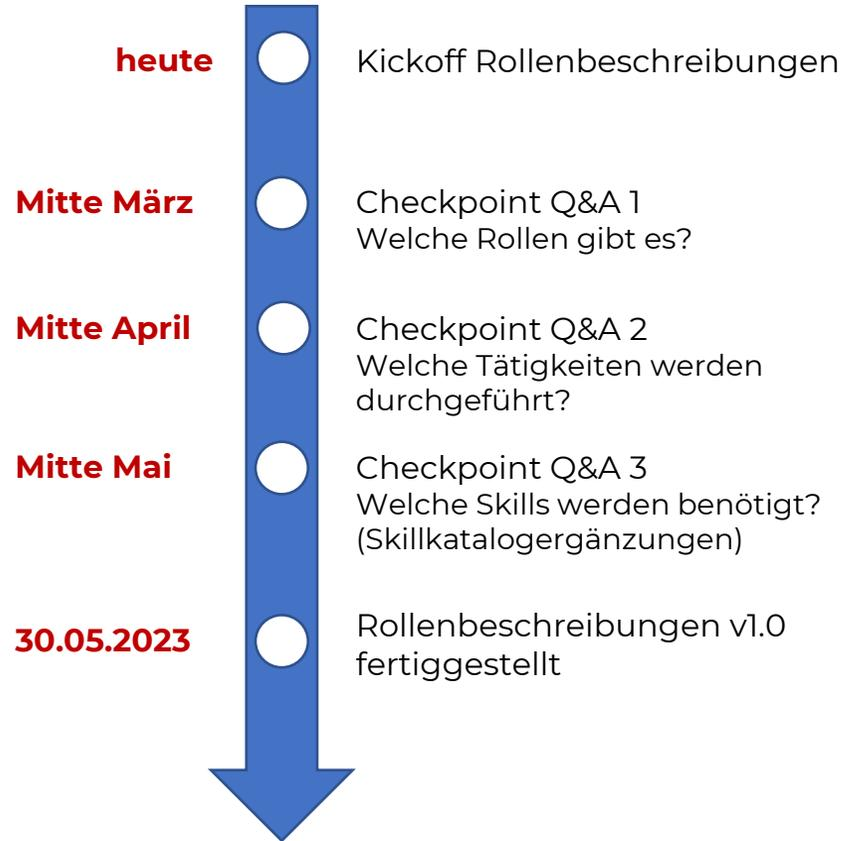 heute
Kickoff Rollenbeschreibungen
Mitte März
Checkpoint Q&A 1
Welche Rollen gibt es?
Mitte April
Checkpoint Q&A 2
Welche Tätigkeiten werden
durchgeführt?
Mitte Mai
Checkpoint Q&A 3
Welche Skills werden benötigt?
(Skillkatalogergänzungen)
30.05.2023
Rollenbeschreibungen v1.0
fertiggestellt